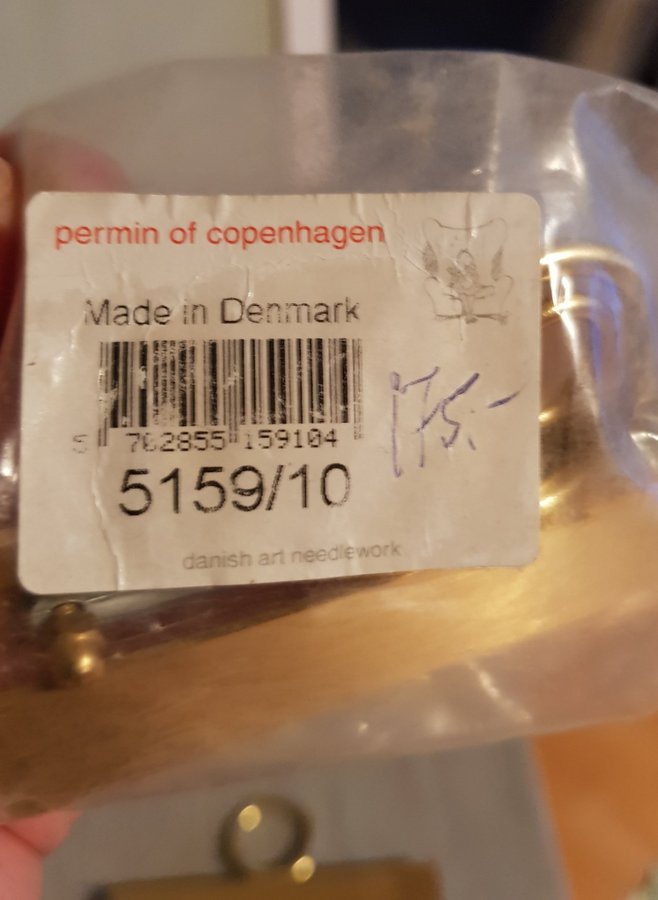 permin of copenhagen
Made in Denmark
5 702855 159104
175.-
5159/10
danish art needlework